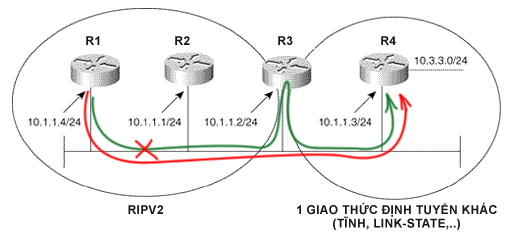 R1 R2 R3 R4
10.3.3.0/24
10.1.1.4/24 10.1.1.1/24 10.1.1.2/24 10.1.1.3/24
RIPV2
1 GIAO THỨC ĐỊNH TUYẾN KHÁC
(TĨNH, LINK-STATE,..)